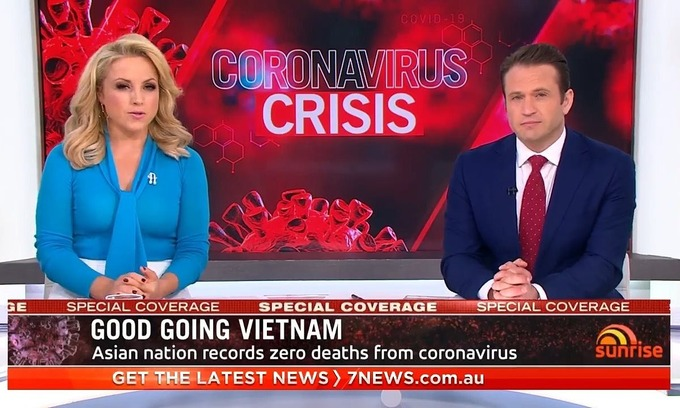 COVID-19
CORONAVIRUS
CRISIS
GE SPECIAL COVERAGE SPECIAL COVERAGE SPECIAL COVERAGE
GOOD GOING VIETNAM
Asian nation records zero deaths from coronavirus
sunrise
GET THE LATEST NEWS 〉 7NEWS.com.au